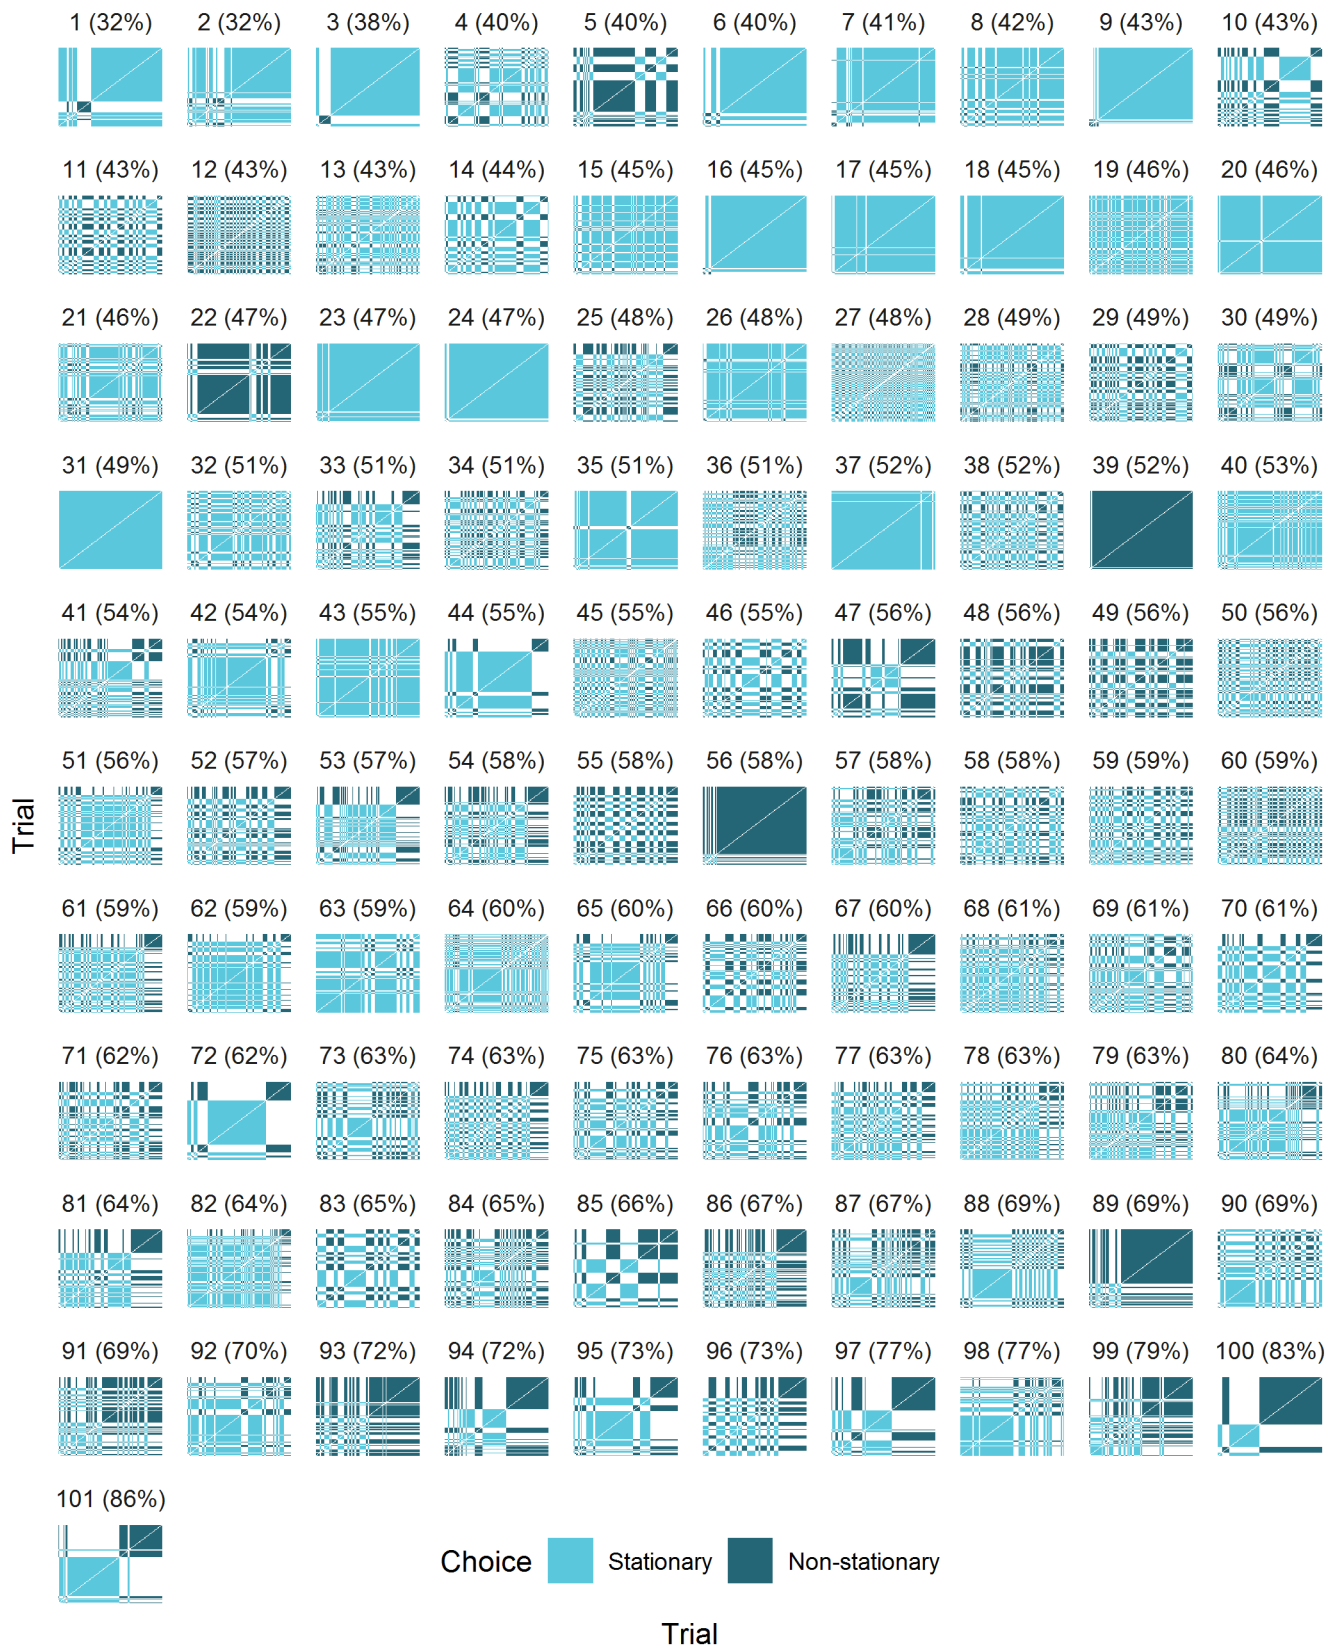 1 (32%) 2 (32%) 3 (38%) 4 (40%) 5 (40%) 6 (40%) 7 (41%) 8 (42%) 9 (43%) 10 (43%)
11 (43%) 12 (43%) 13 (43%) 14 (44%) 15 (45%) 16 (45%) 17 (45%) 18 (45%) 19 (46%) 20 (46%)
21 (46%) 22 (47%) 23 (47%) 24 (47%) 25 (48%) 26 (48%) 27 (48%) 28 (49%) 29 (49%) 30 (49%)
31 (49%) 32 (51%) 33 (51%) 34 (51%) 35 (51%) 36 (51%) 37 (52%) 38 (52%) 39 (52%) 40 (53%)
41 (54%) 42 (54%) 43 (55%) 44 (55%) 45 (55%) 46 (55%) 47 (56%) 48 (56%) 49 (56%) 50 (56%)
51 (56%) 52 (57%) 53 (57%) 54 (58%) 55 (58%) 56 (58%) 57 (58%) 58 (58%) 59 (59%) 60 (59%)
Trial
61 (59%) 62 (59%) 63 (59%) 64 (60%) 65 (60%) 66 (60%) 67 (60%) 68 (61%) 69 (61%) 70 (61%)
71 (62%) 72 (62%) 73 (63%) 74 (63%) 75 (63%) 76 (63%) 77 (63%) 78 (63%) 79 (63%) 80 (64%)
81 (64%) 82 (64%) 83 (65%) 84 (65%) 85 (66%) 86 (67%) 87 (67%) 88 (69%) 89 (69%) 90 (69%)
91 (69%) 92 (70%) 93 (72%) 94 (72%) 95 (73%) 96 (73%) 97 (77%) 98 (77%) 99 (79%) 100 (83%)
101 (86%)
Choice Stationary Non-stationary
Trial